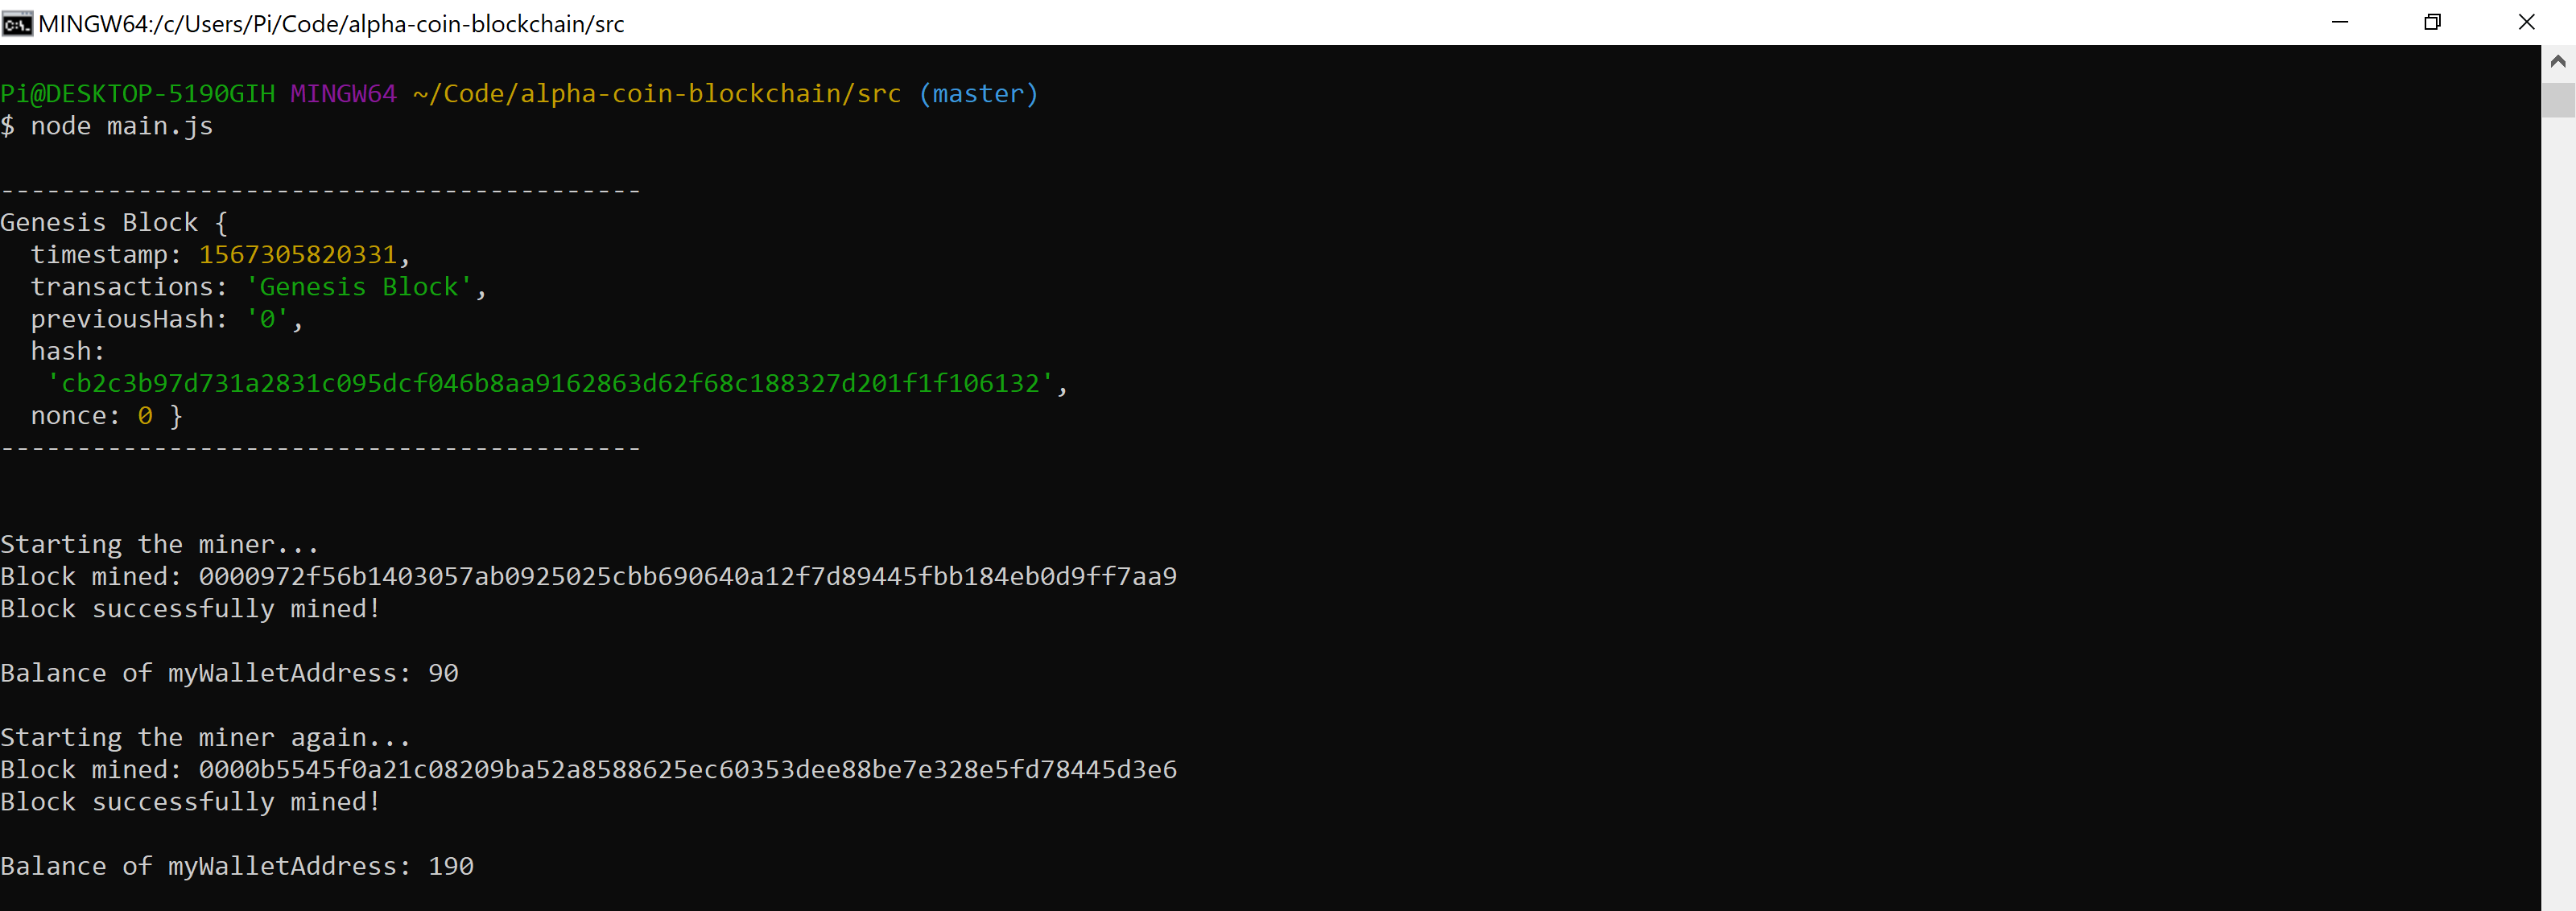 MINGW64:/c/Users/Pi/Code/alpha-coin-blockchain/src
Pi@DESKTOP-5190GIH MINGW64 ~/Code/alpha-coin-blockchain/src (master)
$ node main.js
------------------------------------------
Genesis Block {
  timestamp: 1567305820331,
  transactions: 'Genesis Block',
  previousHash: '0',
  hash:
   'cb2c3b97d731a2831c095dcf046b8aa9162863d62f68c188327d201f1f106132',
  nonce: 0 }
------------------------------------------
Starting the miner...
Block mined: 0000972f56b1403057ab0925025cbb690640a12f7d89445fbb184eb0d9ff7aa9
Block successfully mined!
Balance of myWalletAddress: 90
Starting the miner again...
Block mined: 0000b5545f0a21c08209ba52a8588625ec60353dee88be7e328e5fd78445d3e6
Block successfully mined!
Balance of myWalletAddress: 190